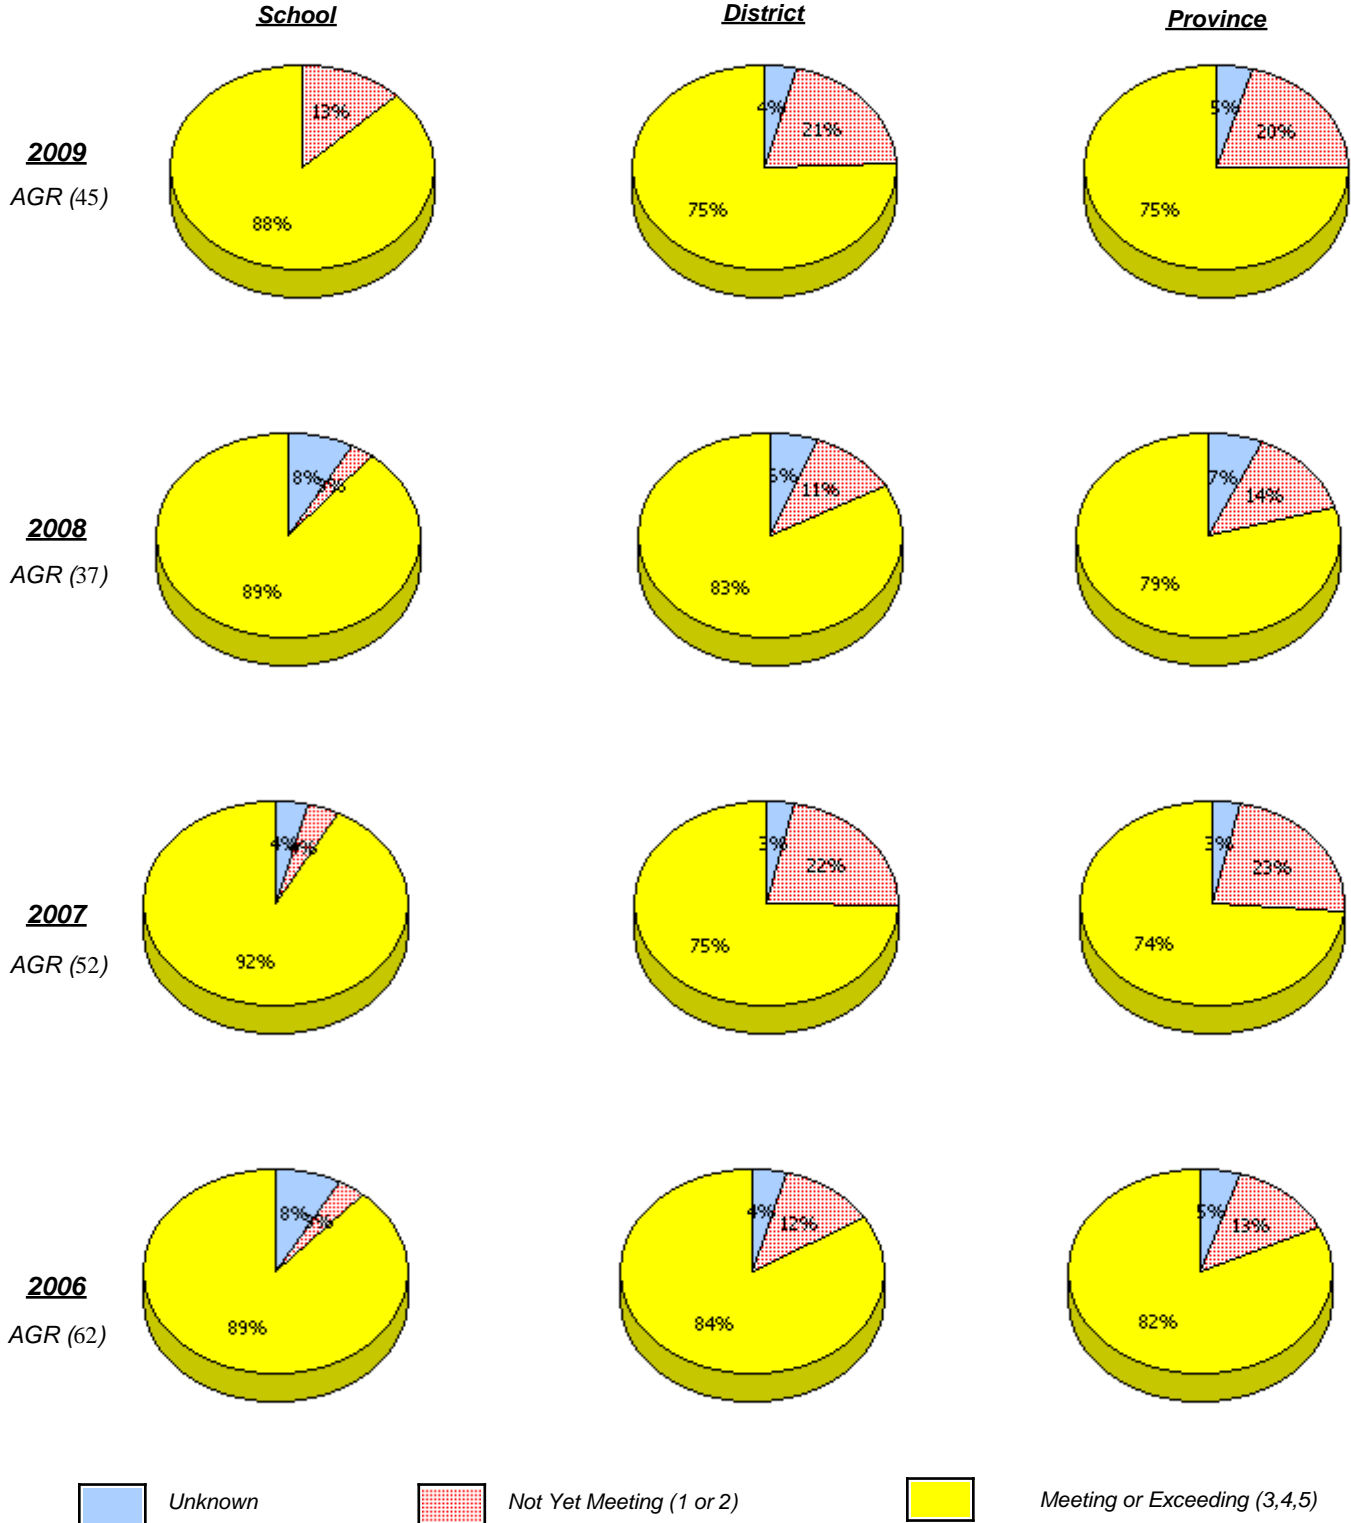 School District Province
13% 4% 21% 5% 20%
2009
AGR (45)
88% 75% 75%
8% 11% 7% 14%
2008
AGR (37)
89% 83% 79%
4% 3% 22% 3% 23%
2007
AGR (52)
92% 75% 74%
8% 4% 12% 5% 13%
2006
AGR (62)
89% 84% 82%
Unknown Not Yet Meeting (1 or 2) Meeting or Exceeding (3,4,5)